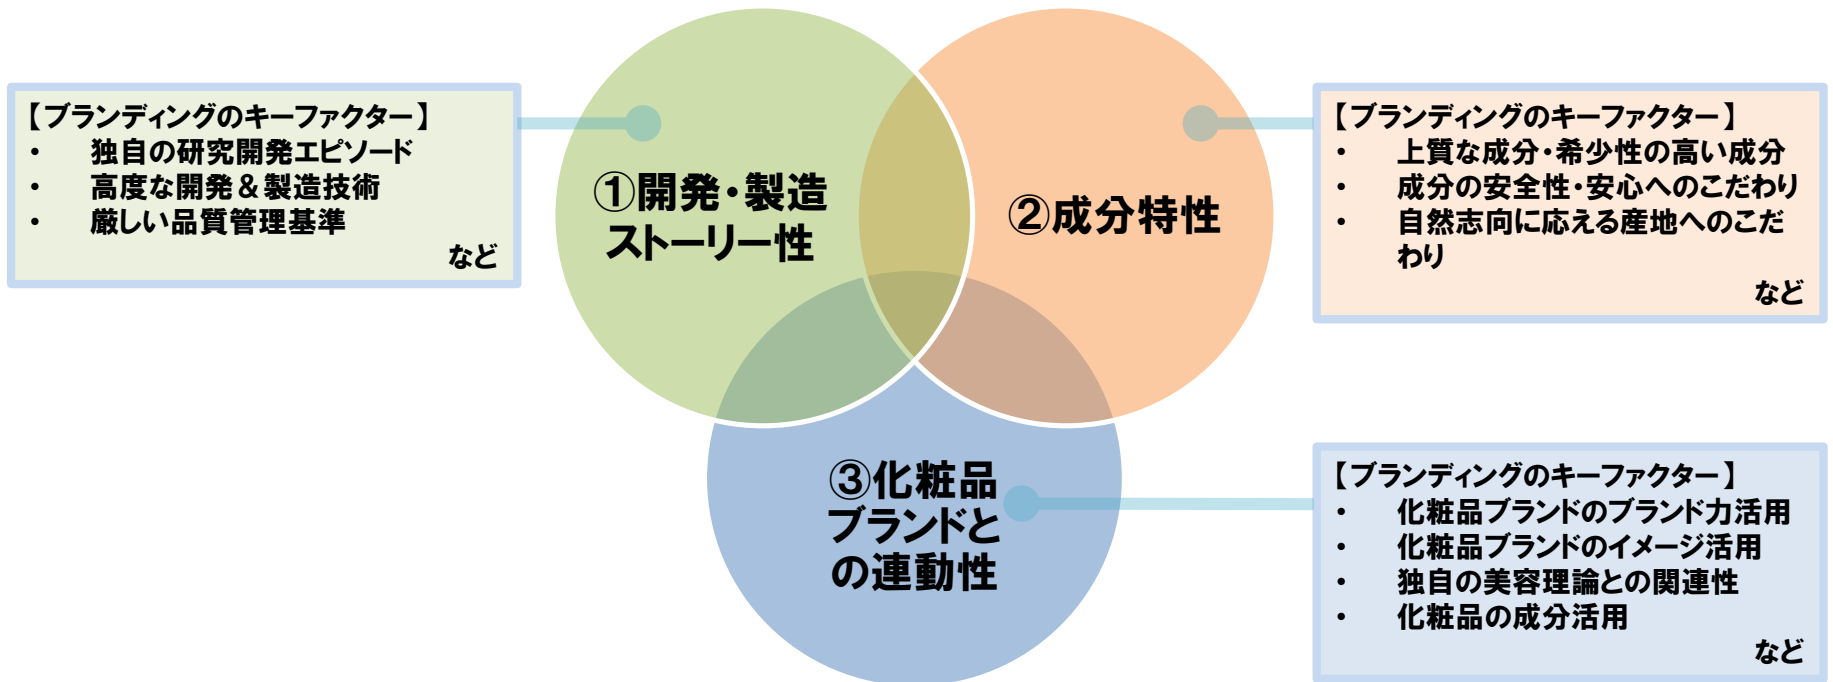 【ブランディングのキーファクター】
・ 独自の研究開発エピソード
・ 高度な開発&製造技術
・ 厳しい品質管理基準
など
①開発・製造
ストーリー性
②成分特性
【ブランディングのキーファクター】
・ 上質な成分・希少性の高い成分
・ 成分の安全性・安心へのこだわり
・ 自然志向に応える産地へのこだ
わり
など
③化粧品
ブランドと
の連動性
【ブランディングのキーファクター】
・ 化粧品ブランドのブランド力活用
・ 化粧品ブランドのイメージ活用
・ 独自の美容理論との関連性
・ 化粧品の成分活用
など